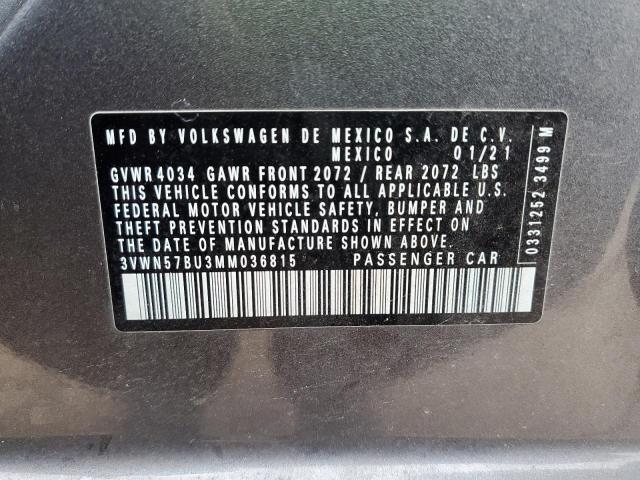 MFD BY VOLKSWAGEN DE MEXICO S.A. DE C.V.
MEXICO 01/21
GVWR 4034 GAWR FRONT 2072 / REAR 2072 LBS
THIS VEHICLE CONFORMS TO ALL APPLICABLE U.S.
FEDERAL MOTOR VEHICLE SAFETY, BUMPER AND
THEFT PREVENTION STANDARDS IN EFFECT ON
THE DATE OF MANUFACTURE SHOWN ABOVE.
3VWN57BU3MM036815 PASSENGER CAR
0331252 3499 M